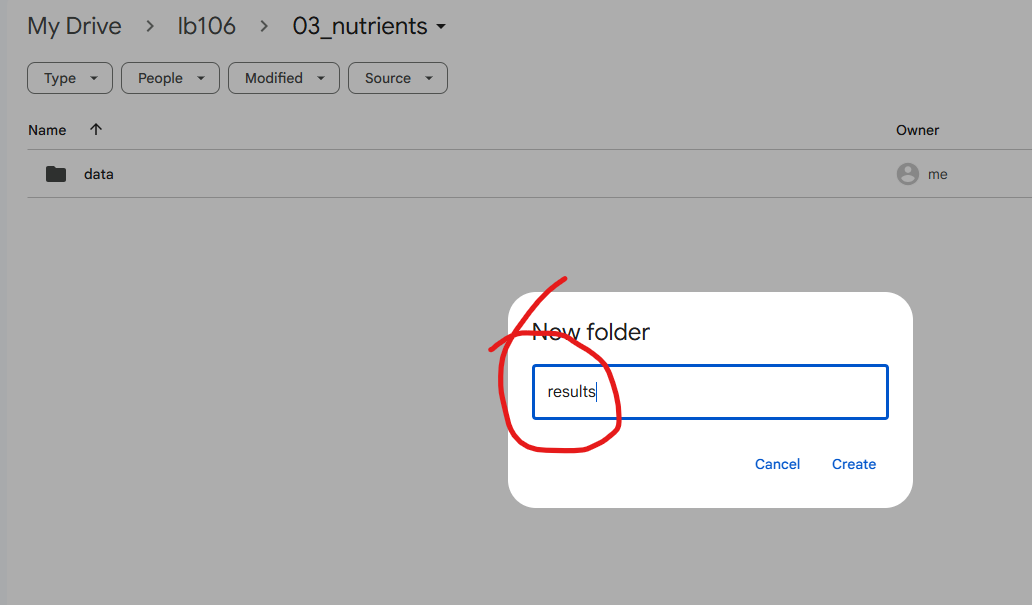 My Drive > lb106 > 03_nutrients
Type People Modified Source
Name Owner
data me
New folder
results
Cancel Create